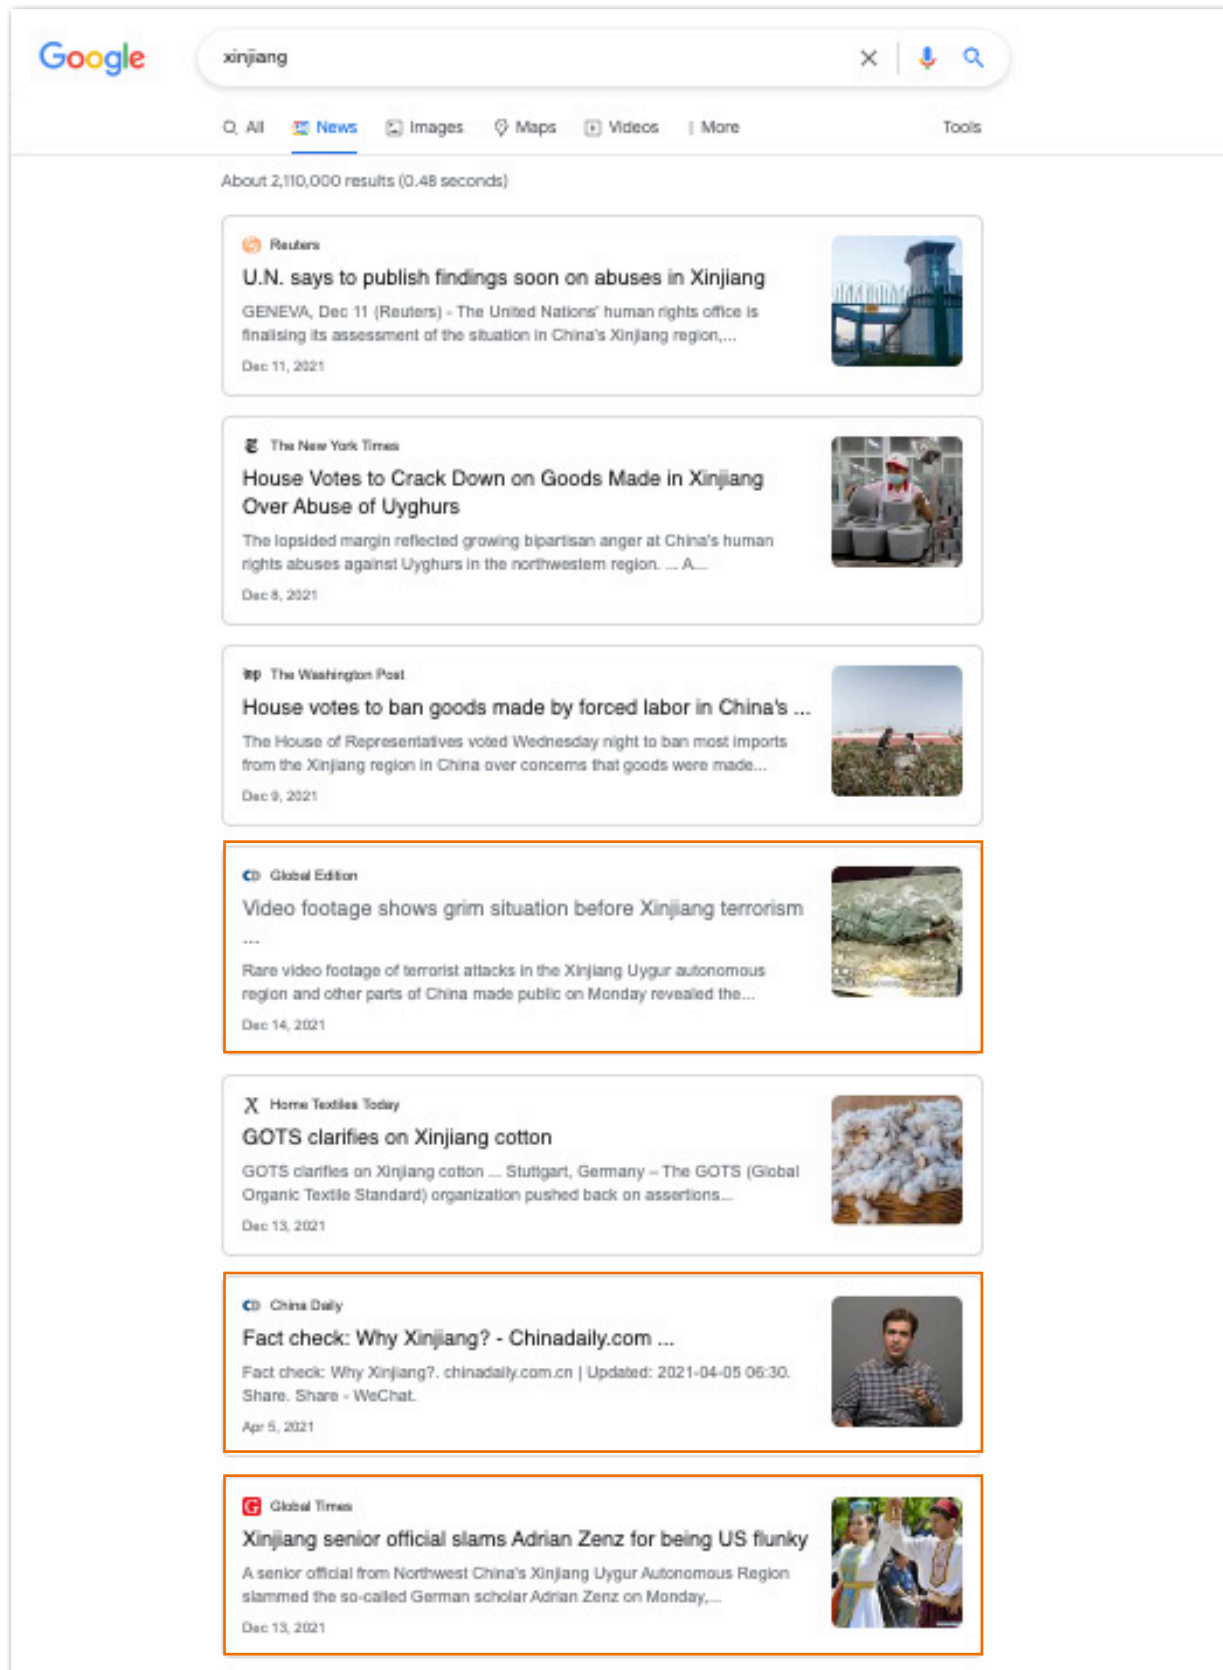 Google
xinjiang
All News Images Maps Videos More Tools
About 2,110,000 results (0.48 seconds)
Reuters
U.N. says to publish findings soon on abuses in Xinjiang
GENEVA, Dec 11 (Reuters) - The United Nations' human rights office is
finalising its assessment of the situation in China's Xinjiang region,...
Dec 11, 2021
The New York Times
House Votes to Crack Down on Goods Made in Xinjiang
Over Abuse of Uyghurs
The lopsided margin reflected growing bipartisan anger at China's human
rights abuses against Uyghurs in the northwestern region. ... A...
Dec 8, 2021
wp The Washington Post
House votes to ban goods made by forced labor in China's ...
The House of Representatives voted Wednesday night to ban most imports
from the Xinjiang region in China over concerns that goods were made...
Dec 9, 2021
CD Global Edition
Video footage shows grim situation before Xinjiang terrorism
...
Rare video footage of terrorist attacks in the Xinjiang Uygur autonomous
region and other parts of China made public on Monday revealed the...
Dec 14, 2021
Home Textiles Today
GOTS clarifies on Xinjiang cotton
GOTS clarifies on Xinjiang cotton ... Stuttgart, Germany – The GOTS (Global
Organic Textile Standard) organization pushed back on assertions...
Dec 13, 2021
CD China Daily
Fact check: Why Xinjiang? - Chinadaily.com ...
Fact check: Why Xinjiang?. chinadaily.com.cn | Updated: 2021-04-05 06:30.
Share. Share - WeChat.
Apr 5, 2021
G Global Times
Xinjiang senior official slams Adrian Zenz for being US flunky
A senior official from Northwest China's Xinjiang Uygur Autonomous Region
slammed the so-called German scholar Adrian Zenz on Monday,...
Dec 13, 2021